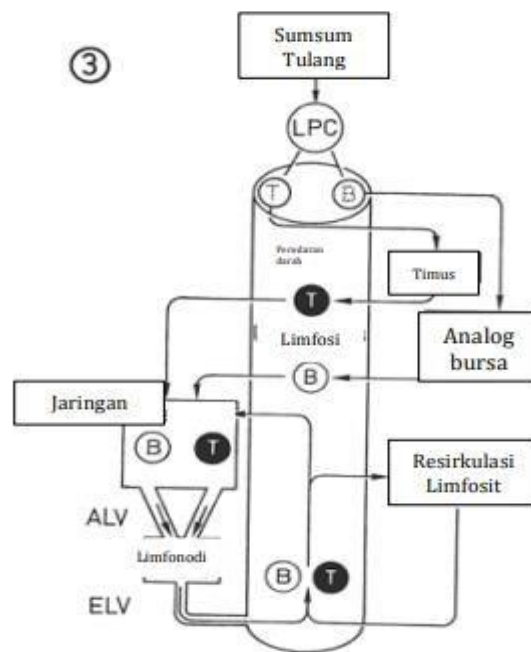 Sumsum
Tulang
③
LPC
T
B
Peredaran
darah
Timus
T
Limfosi
Analog
bursa
B
Jaringan
B
T
Resirkulasi
Limfosit
ALV
Limfonodi
B
T
ELV